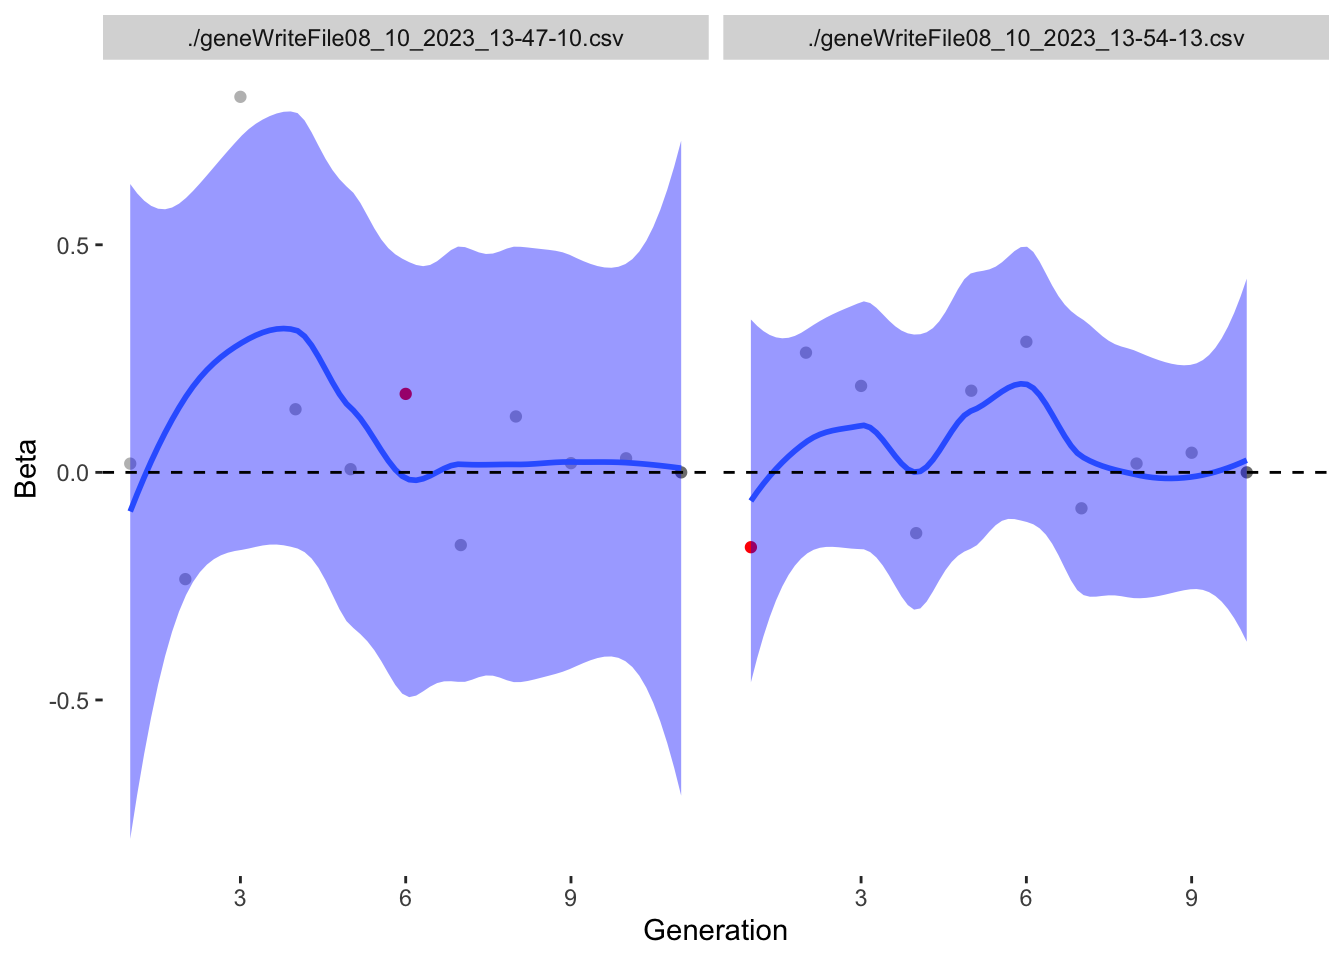 ./geneWriteFile08_10_2023_13-47-10.csv
./geneWriteFile08_10_2023_13-54-13.csv
0.5
0.0
-0.5
Beta
3
6
9
3
6
9
Generation